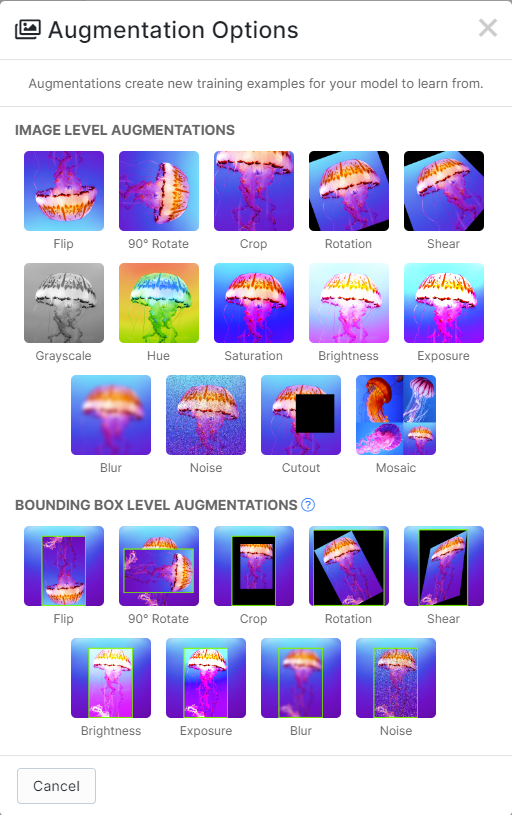 Augmentation Options
Augmentations create new training examples for your model to learn from.
IMAGE LEVEL AUGMENTATIONS
Flip 90° Rotate Crop Rotation Shear
Grayscale Hue Saturation Brightness Exposure
Blur Noise Cutout Mosaic
BOUNDING BOX LEVEL AUGMENTATIONS ?
Flip 90° Rotate Crop Rotation Shear
Brightness Exposure Blur Noise
Cancel